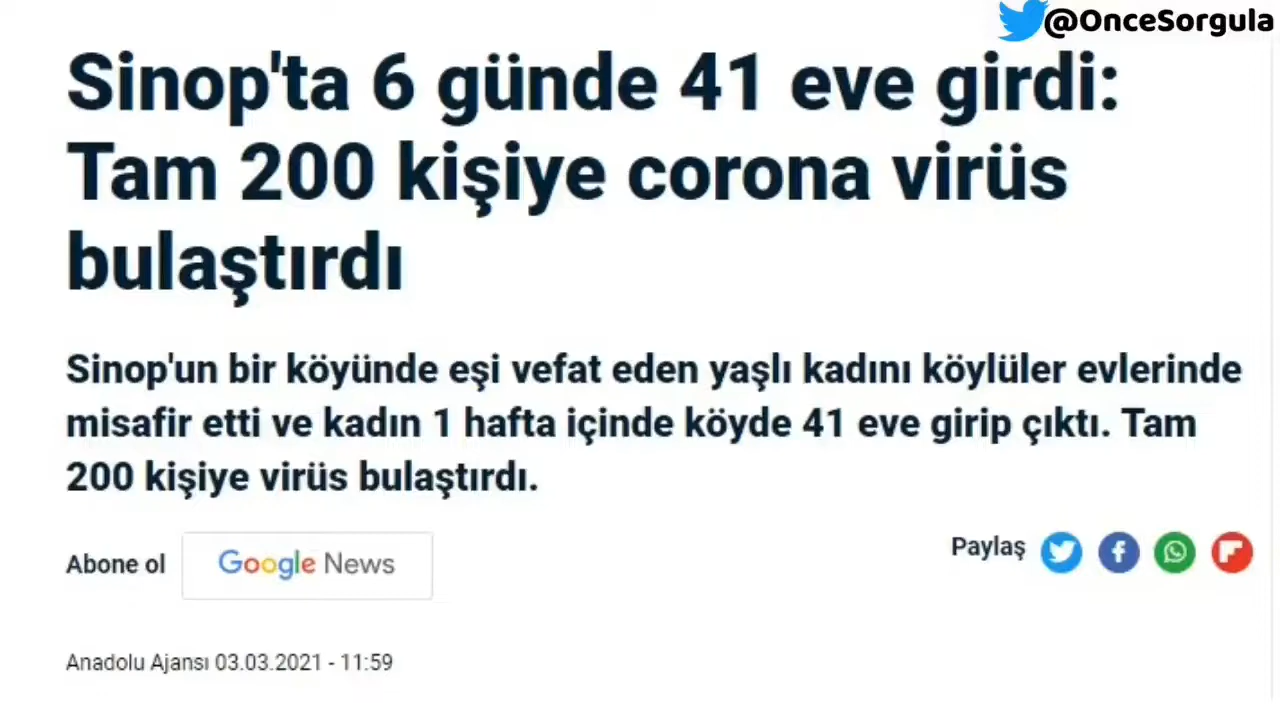 @OnceSorgula
Sinop'ta 6 günde 41 eve girdi:
Tam 200 kişiye corona virüs
bulaştırdı
Sinop'un bir köyünde eşi vefat eden yaşlı kadını köylüler evlerinde
misafir etti ve kadın 1 hafta içinde köyde 41 eve girip çıktı. Tam
200 kişiye virüs bulaştırdı.
Abone ol Google News Paylaş
Anadolu Ajansı 03.03.2021 - 11:59